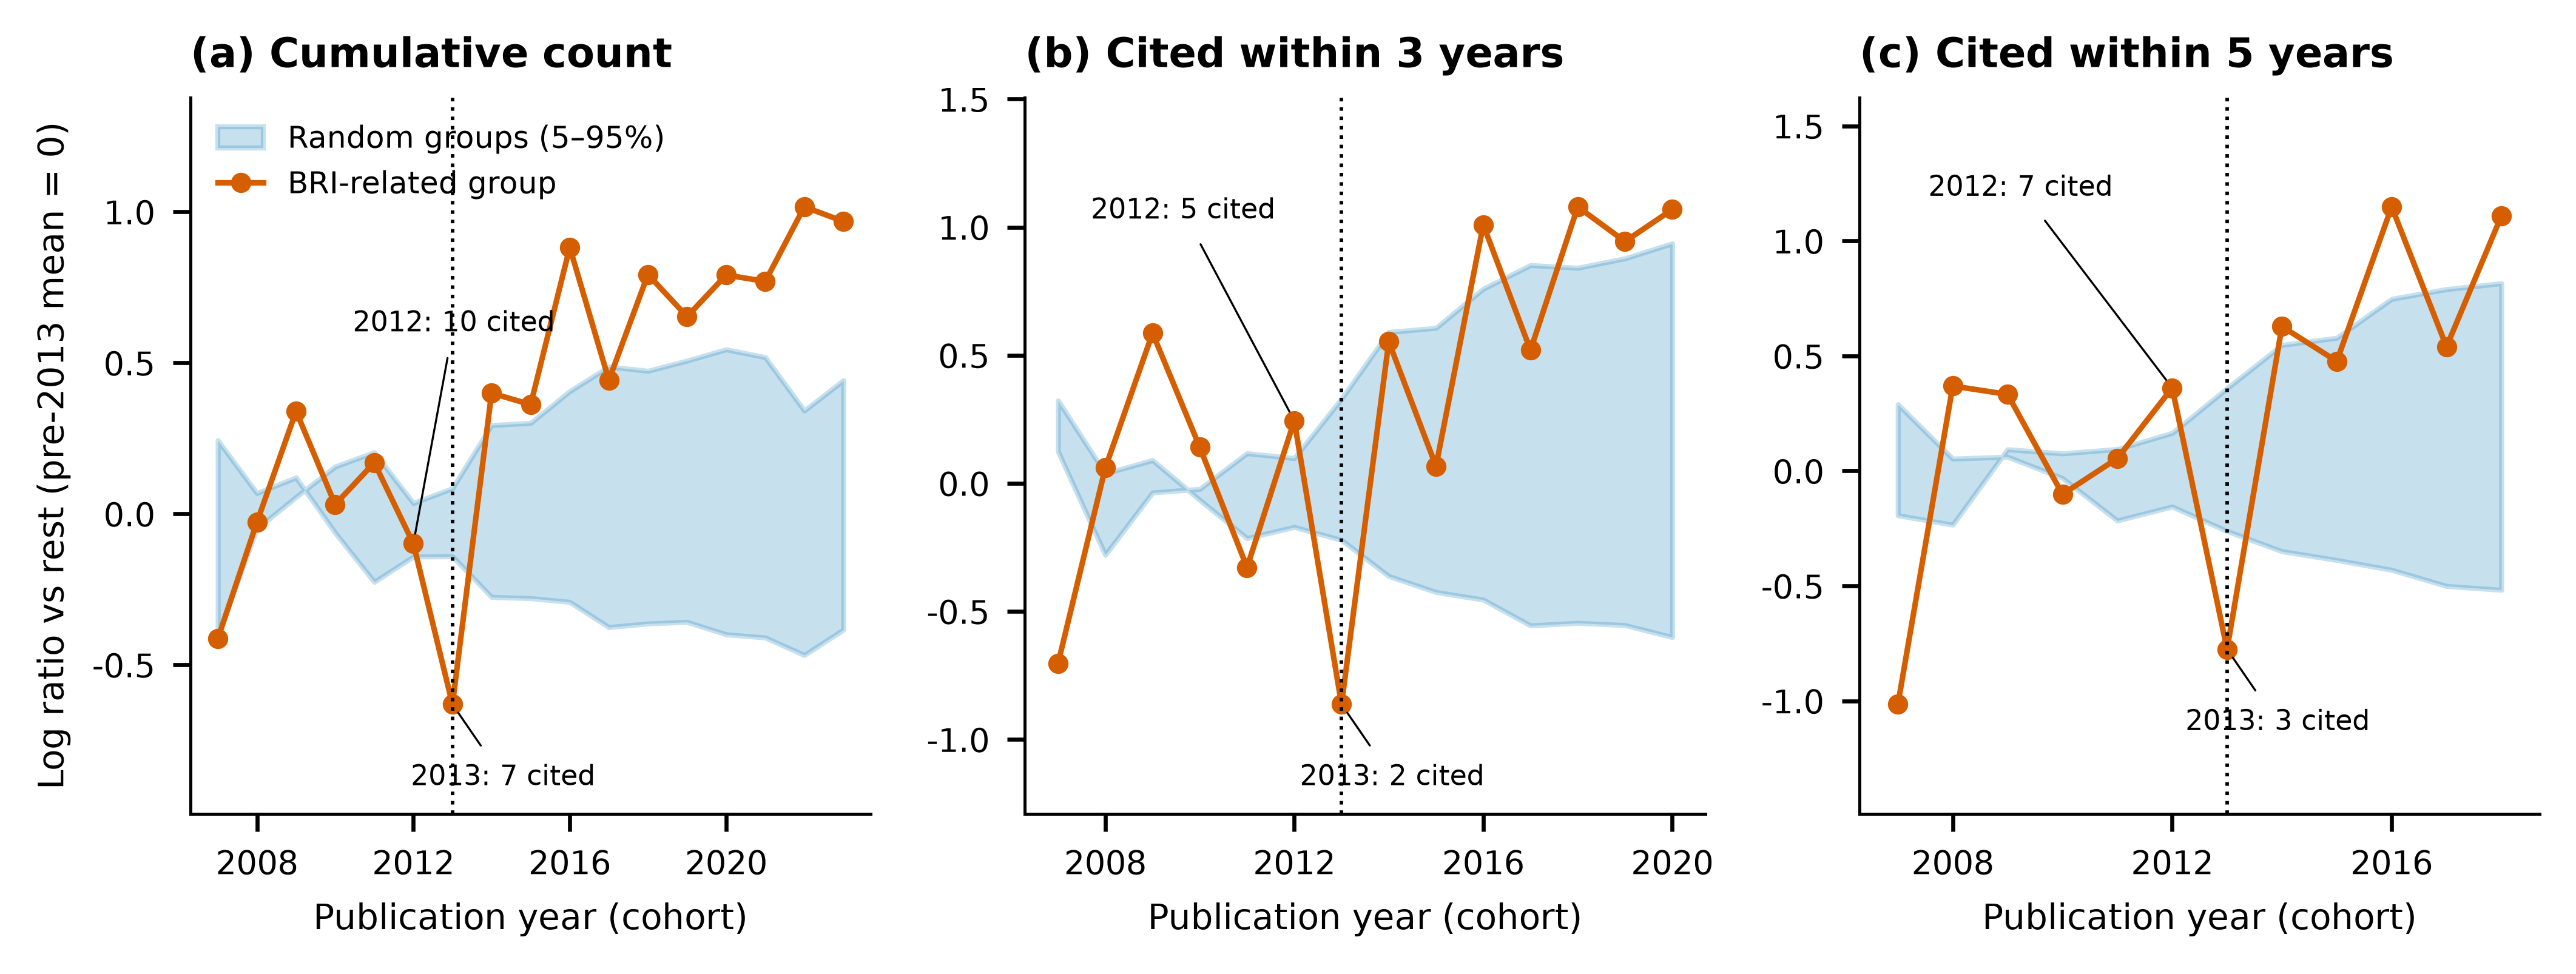 (a) Cumulative count
(b) Cited within 3 years
(c) Cited within 5 years
Log ratio vs rest (pre-2013 mean = 0)
1.0
0.5
0.0
-0.5
Random groups (5–95%)
BRI-related group
2012: 10 cited
2013: 7 cited
2008
2012
2016
2020
Publication year (cohort)
1.5
1.0
0.5
0.0
-0.5
-1.0
2012: 5 cited
2013: 2 cited
2008
2012
2016
2020
Publication year (cohort)
1.5
1.0
0.5
0.0
-0.5
-1.0
2012: 7 cited
2013: 3 cited
2008
2012
2016
Publication year (cohort)